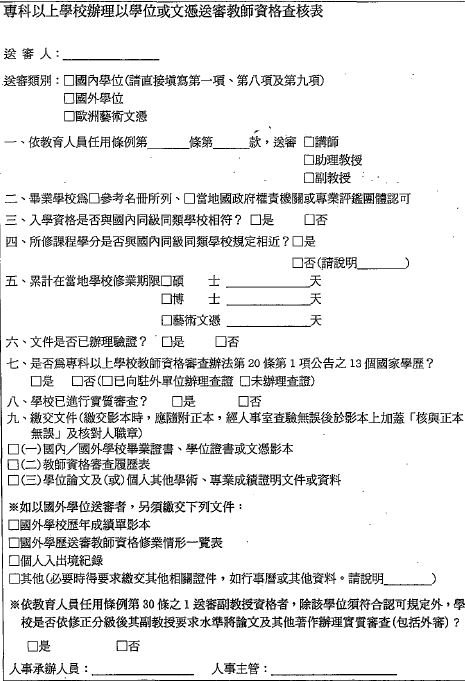 專科以上學校辦理以學位或文憑送審教師資格查核表
送審人：
送審類別：□國內學位(請直接填寫第一項、第八項及第九項)
□國外學位
□歐洲藝術文憑
一、依教育人員任用條例第______條第______款，送審□講師
□助理教授
□副教授
二、畢業學校為□參考名冊所列、□當地國政府權責機關或專業評鑑團體認可
三、入學資格是否與國內同級同類學校相符？□是 □否
四、所修課程學分是否與國內同級同類學校規定相近？□是
□否(請說明______)
五、累計在當地學校修業期限□碩 士 ____________天
□博 士 ____________天
□藝術文憑 ____________天
六、文件是否已辦理驗證？ □是 □否
七、是否為專科以上學校教師資格審查辦法第20條第1項公告之13個國家學歷？
□是 □否(□已向駐外單位辦理查證 □未辦理查證)
八、學校已進行實質審查？ □是 □否
九、繳交文件(繳交影本時，應隨附正本，經人事室查驗無誤後於影本上加蓋「核與正本
無誤」及核對人職章)
□(一)國內／國外學校畢業證書、學位證書或文憑影本
□(二)教師資格審查履歷表
□(三)學位論文及(或)個人其他學術、專業成績證明文件或資料
※如以國外學位送審者，另須繳交下列文件：
□國外學校歷年成績單影本
□國外學歷送審教師資格修業情形一覽表
□個人入出境紀錄
□其他(必要時得要求繳交其他相關證件，如行事曆或其他資料。請說明______)
※依教育人員任用條例第30條之1送審副教授資格者，除該學位須符合認可規定外，學
校是否依修正分級後其副教授要求水準將論文及其他著作辦理實質審查(包括外審)？
□是 □否
人事承辦人員：____________ 人事主管：____________